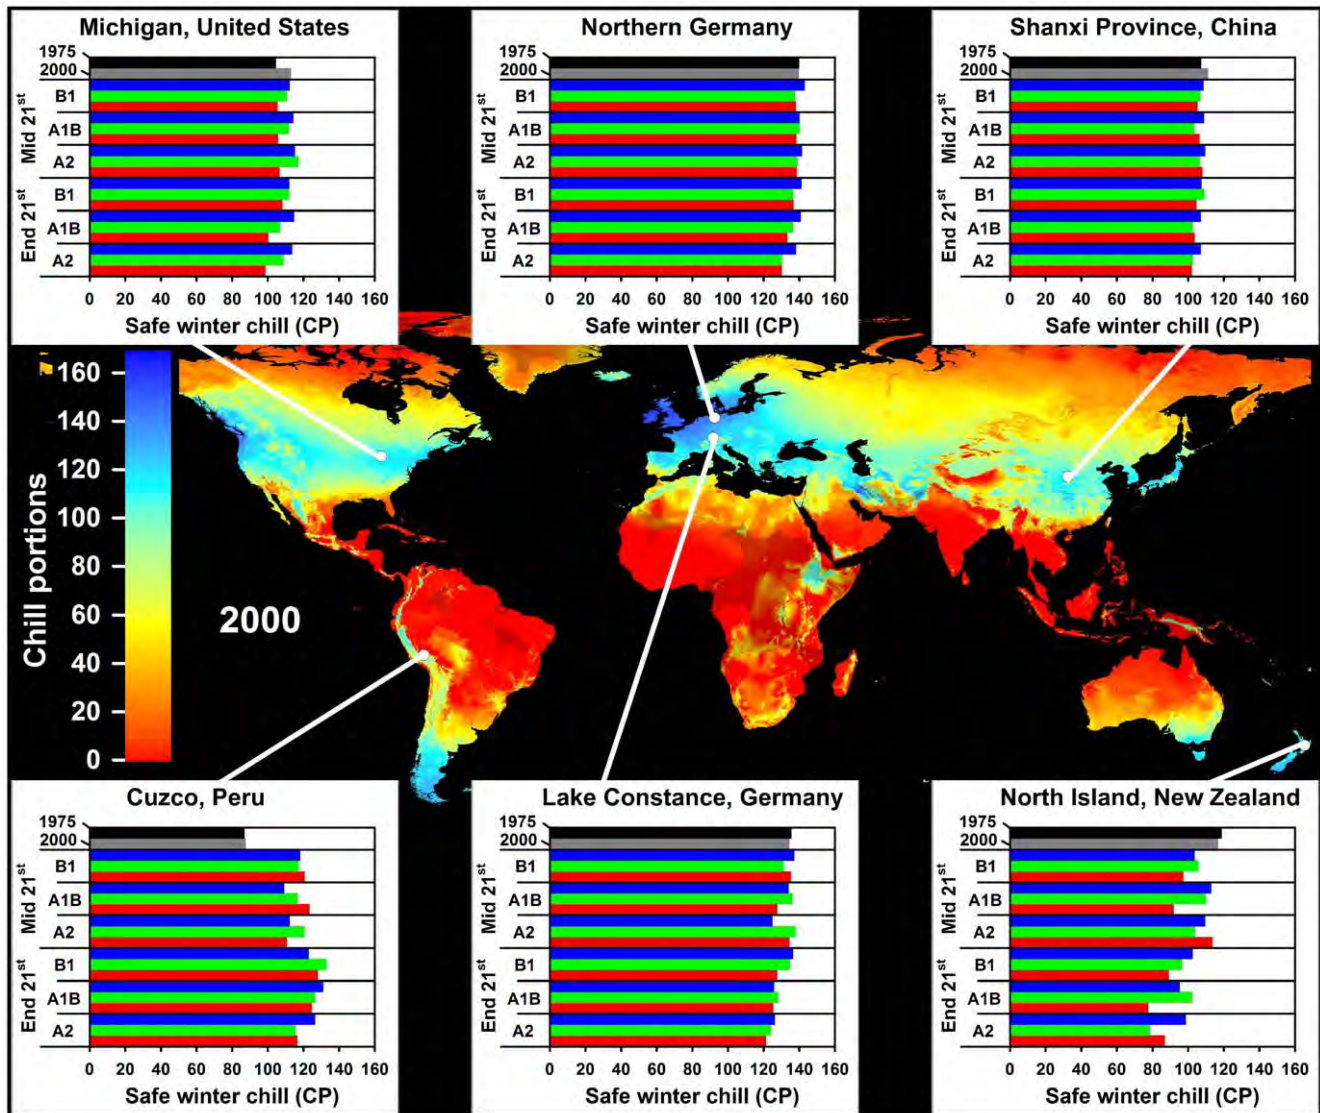 Michigan, United States
1975
2000
Mid 21st
B1
A1B
A2
End 21st
B1
A1B
A2
0 20 40 60 80 100 120 140 160
Safe winter chill (CP)
Northern Germany
1975
2000
Mid 21st
B1
A1B
A2
End 21st
B1
A1B
A2
0 20 40 60 80 100 120 140 160
Safe winter chill (CP)
Shanxi Province, China
1975
2000
Mid 21st
B1
A1B
A2
End 21st
B1
A1B
A2
0 20 40 60 80 100 120 140 160
Safe winter chill (CP)
Chill portions
160
140
120
100
80
60
40
20
0
2000
Cuzco, Peru
1975
2000
Mid 21st
B1
A1B
A2
End 21st
B1
A1B
A2
0 20 40 60 80 100 120 140 160
Safe winter chill (CP)
Lake Constance, Germany
1975
2000
Mid 21st
B1
A1B
A2
End 21st
B1
A1B
A2
0 20 40 60 80 100 120 140 160
Safe winter chill (CP)
North Island, New Zealand
1975
2000
Mid 21st
B1
A1B
A2
End 21st
B1
A1B
A2
0 20 40 60 80 100 120 140 160
Safe winter chill (CP)